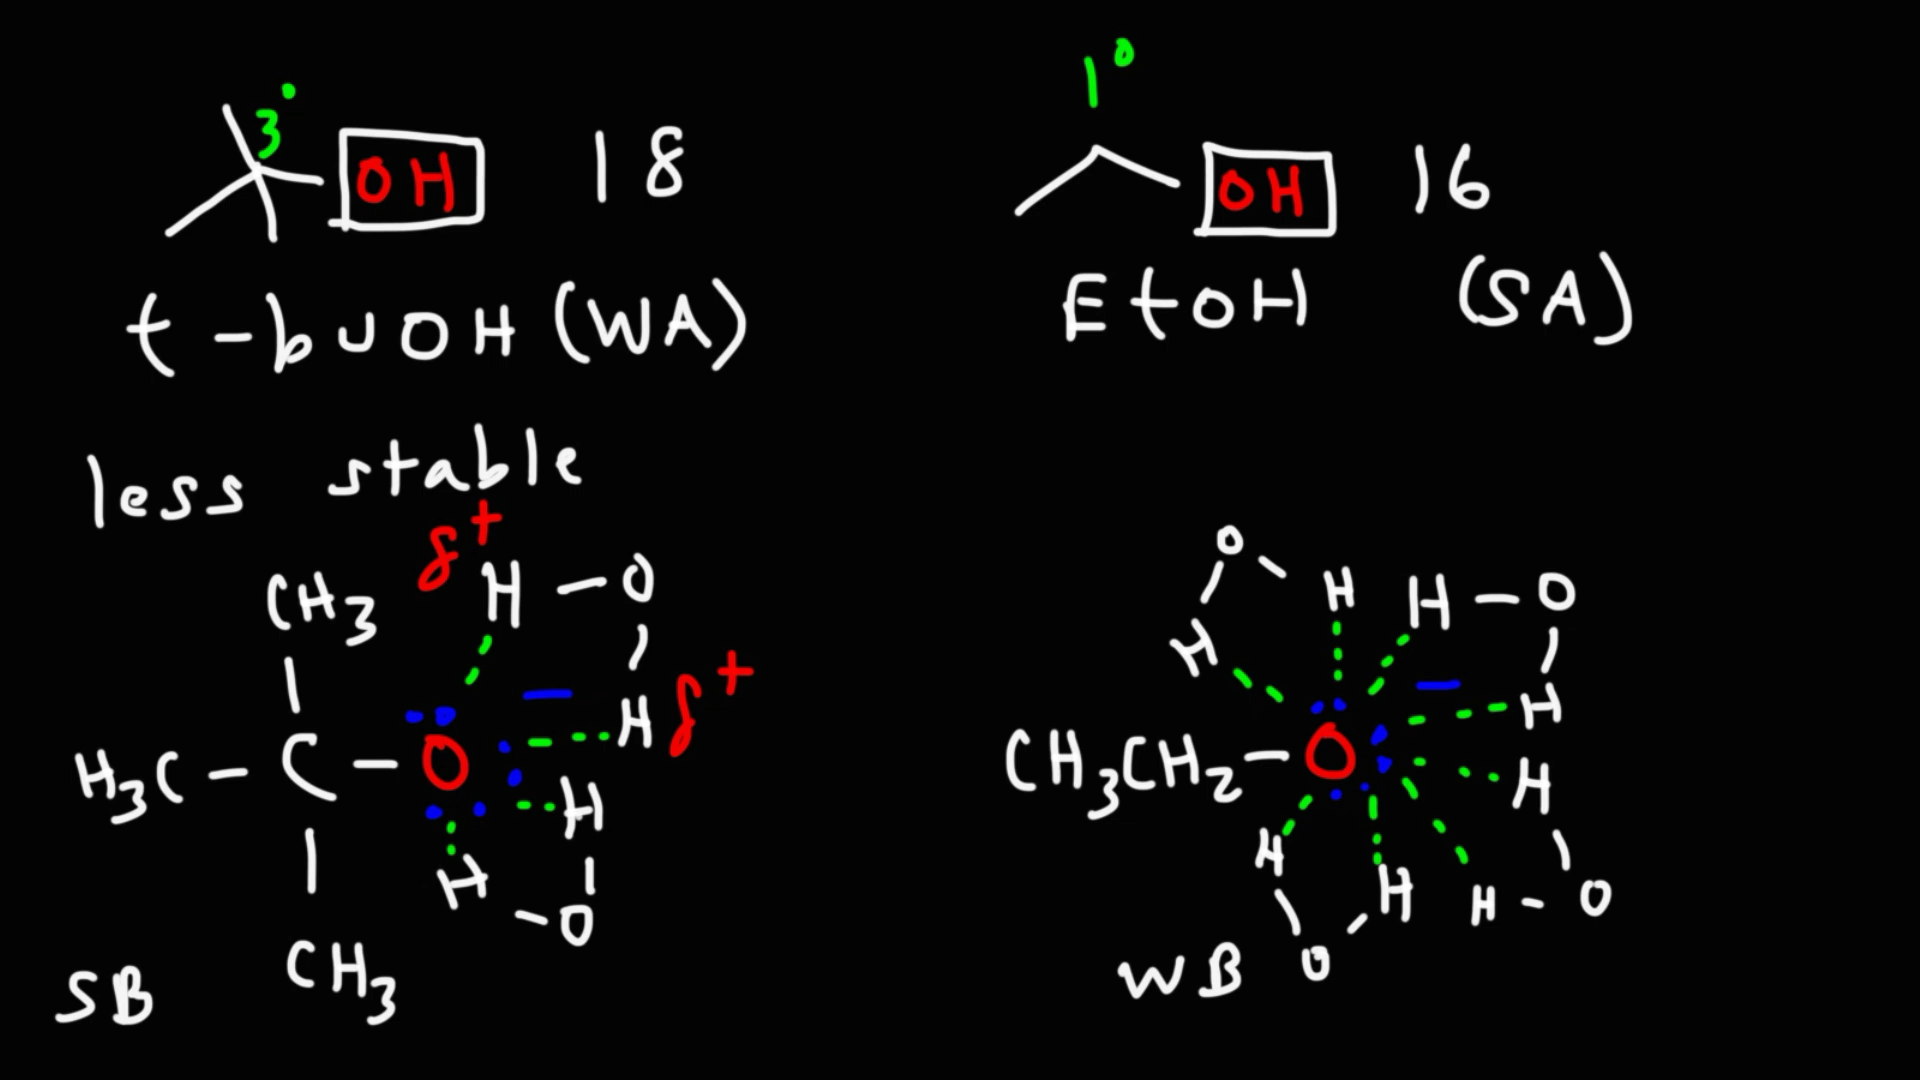 3° OH 18
t-buOH (WA)
less stable
δ+ δ+
CH3 H-O
H
H3C-C-O -
H
H-O
CH3
SB
1°
OH 16
EtOH (SA)
O H H-O
H
H
CH3CH2-O -
H
H H H-O
O
WB